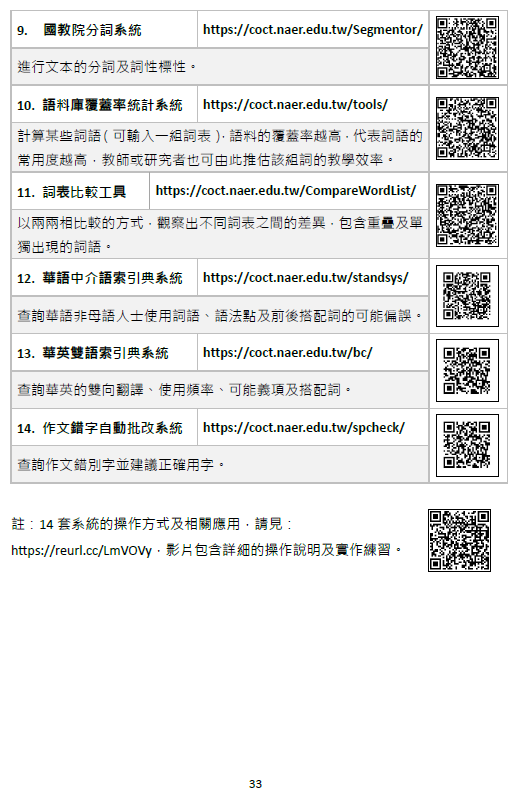 9. 國教院分詞系統 https://coct.naer.edu.tw/Segmentor/
進行文本的分詞及詞性標性。
10. 語料庫覆蓋率統計系統 https://coct.naer.edu.tw/tools/
計算某些詞語（可輸入一組詞表），語料的覆蓋率越高，代表詞語的
常用度越高，教師或研究者也可由此推估該組詞的教學效率。
11. 詞表比較工具 https://coct.naer.edu.tw/CompareWordList/
以兩兩相比較的方式，觀察出不同詞表之間的差異，包含重疊及單
獨出現的詞語。
12. 華語中介語索引典系統 https://coct.naer.edu.tw/standsys/
查詢華語非母語人士使用詞語、語法點及前後搭配詞的可能偏誤。
13. 華英雙語索引典系統 https://coct.naer.edu.tw/bc/
查詢華英的雙向翻譯、使用頻率、可能義項及搭配詞。
14. 作文錯字自動批改系統 https://coct.naer.edu.tw/spcheck/
查詢作文錯別字並建議正確用字。
註：14 套系統的操作方式及相關應用，請見：
https://reurl.cc/LmVOVy，影片包含詳細的操作說明及實作練習。
33